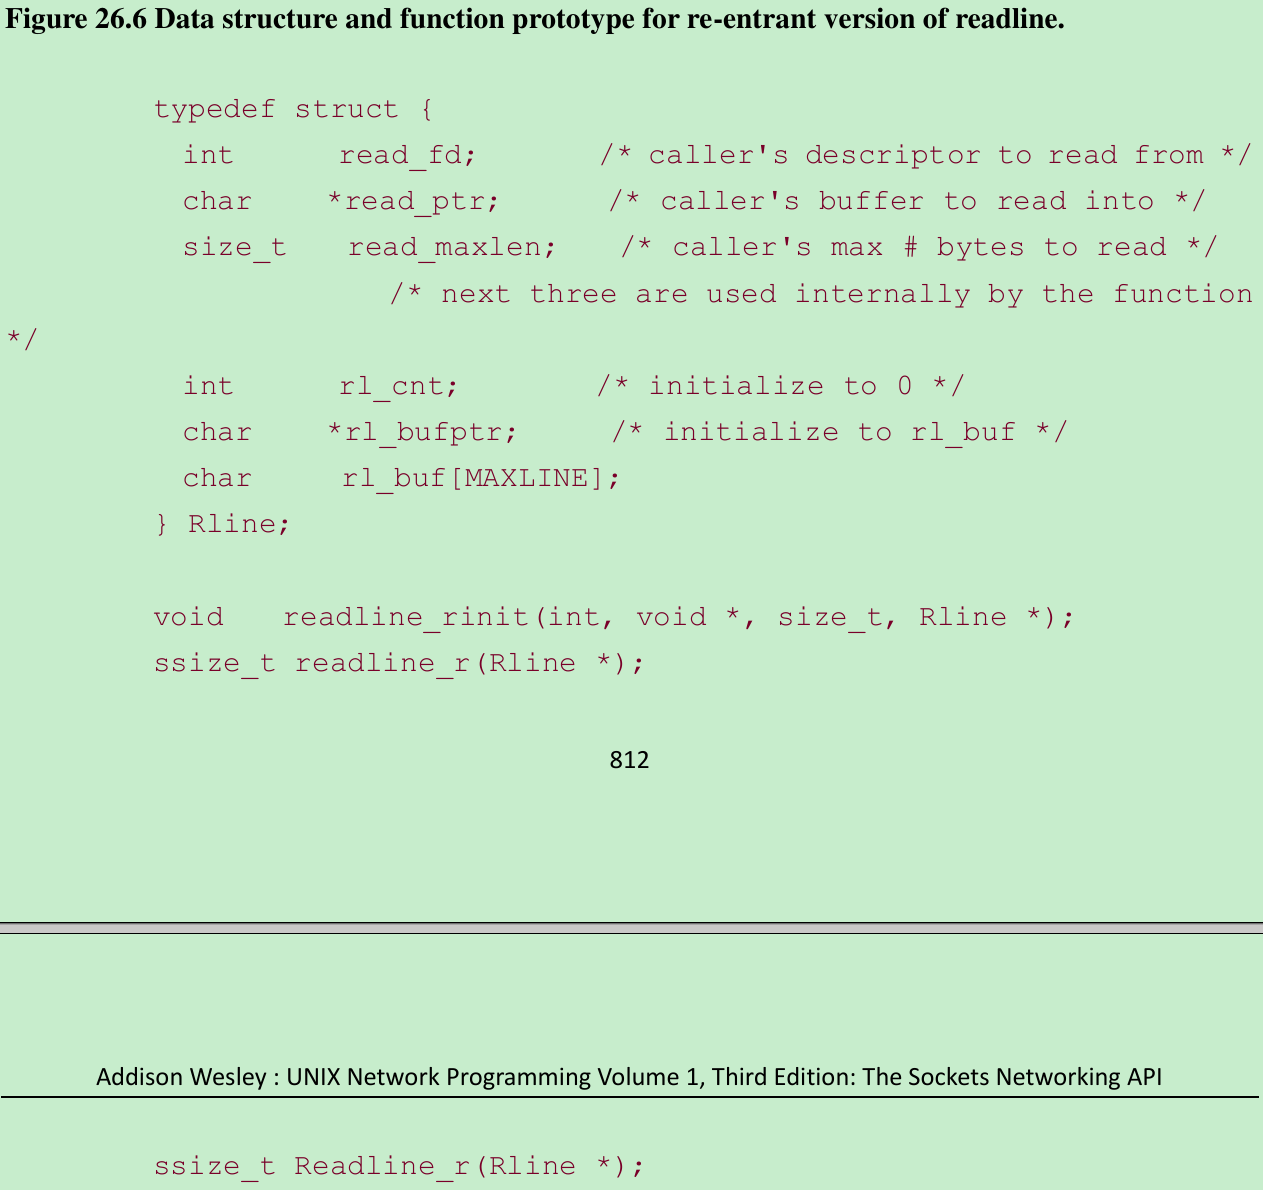 Figure 26.6 Data structure and function prototype for re-entrant version of readline.
typedef struct {
int read_fd; /* caller's descriptor to read from */
char *read_ptr; /* caller's buffer to read into */
size_t read_maxlen; /* caller's max # bytes to read */
/* next three are used internally by the function
*/
int rl_cnt; /* initialize to 0 */
char *rl_bufptr; /* initialize to rl_buf */
char rl_buf[MAXLINE];
} Rline;
void readline_rinit(int, void *, size_t, Rline *);
ssize_t readline_r(Rline *);
812
Addison Wesley : UNIX Network Programming Volume 1, Third Edition: The Sockets Networking API
ssize_t Readline_r(Rline *);